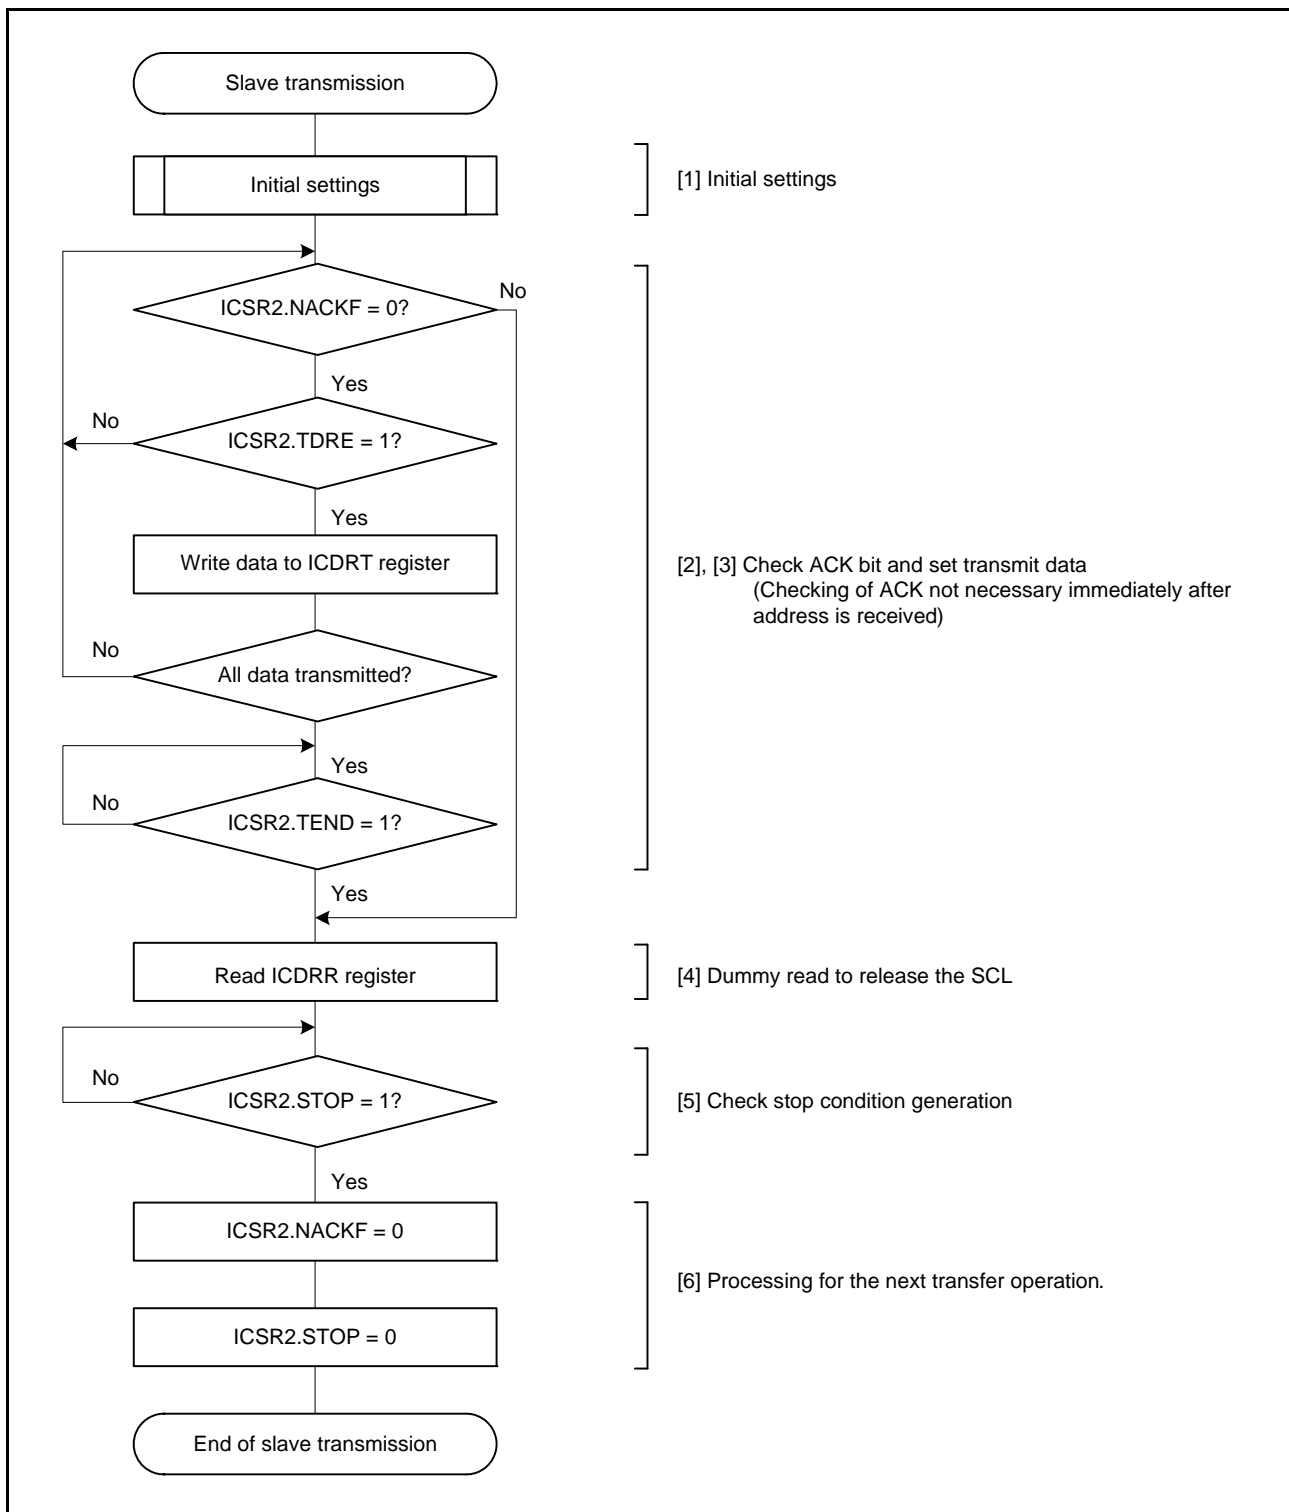 Slave transmission
Initial settings
[1] Initial settings
ICSR2.NACKF = 0?
No
Yes
No
ICSR2.TDRE = 1?
Yes
Write data to ICDRT register
[2], [3] Check ACK bit and set transmit data
(Checking of ACK not necessary immediately after
address is received)
No
All data transmitted?
Yes
No
ICSR2.TEND = 1?
Yes
Read ICDRR register
[4] Dummy read to release the SCL
No
ICSR2.STOP = 1?
[5] Check stop condition generation
Yes
ICSR2.NACKF = 0
[6] Processing for the next transfer operation.
ICSR2.STOP = 0
End of slave transmission